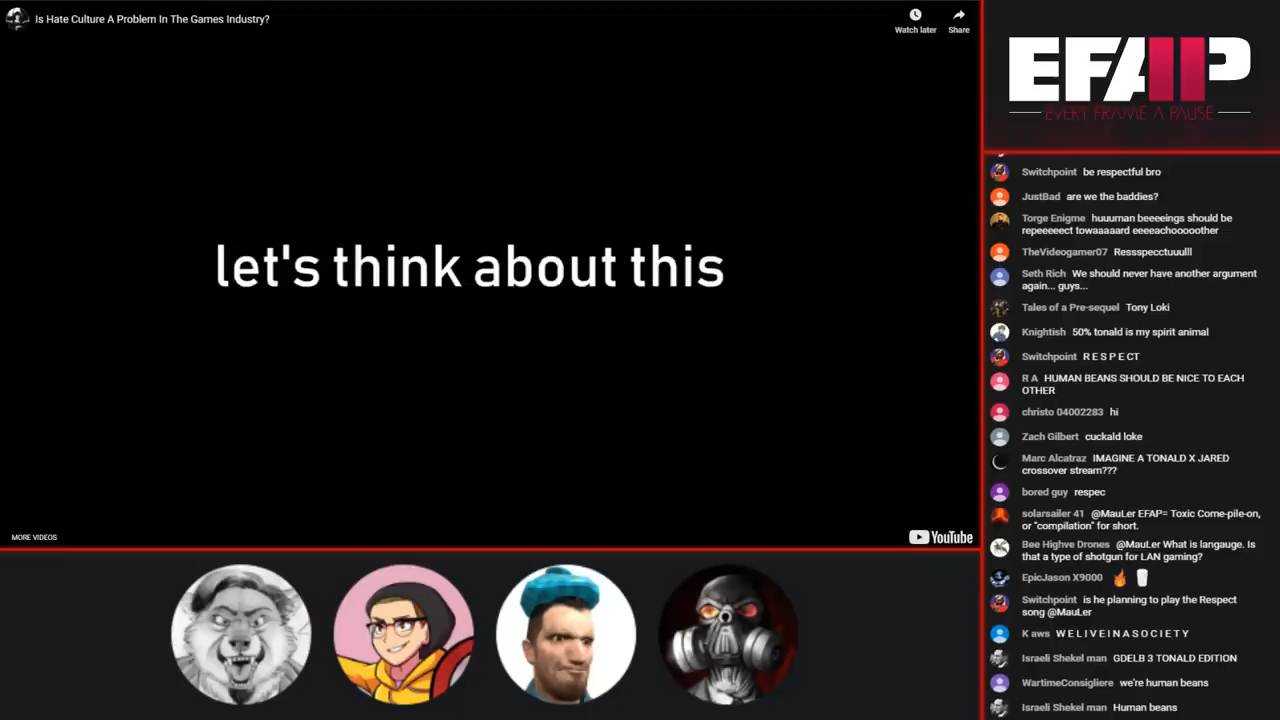 Is Hate Culture A Problem In The Games Industry?
Watch later
Share
let's think about this
MORE VIDEOS
YouTube
EFAP
EVERY FRAME A PAUSE
Switchpoint be respectful bro
JustBad are we the baddies?
Torge Enigme huuuman beeeeings should be
repeeeeect towaaaaard eeeeachooooother
TheVideogamer07 Ressspecctuuulll
Seth Rich We should never have another argument
again... guys...
Tales of a Pre-sequel Tony Loki
Knightish 50% tonald is my spirit animal
Switchpoint R E S P E C T
R A HUMAN BEANS SHOULD BE NICE TO EACH
OTHER
christo 04002283 hi
Zach Gilbert cuckald loke
Marc Alcatraz IMAGINE A TONALD X JARED
crossover stream???
bored guy respec
solarsailer 41 @MauLer EFAP= Toxic Come-pile-on,
or "compilation" for short.
Bee Highve Drones @MauLer What is langauge. Is
that a type of shotgun for LAN gaming?
EpicJason X9000 🔥 🥛
Switchpoint is he planning to play the Respect
song @MauLer
K aws W E L I V E I N A S O C I E T Y
Israeli Shekel man GDELB 3 TONALD EDITION
WartimeConsigliere we're human beans
Israeli Shekel man Human beans